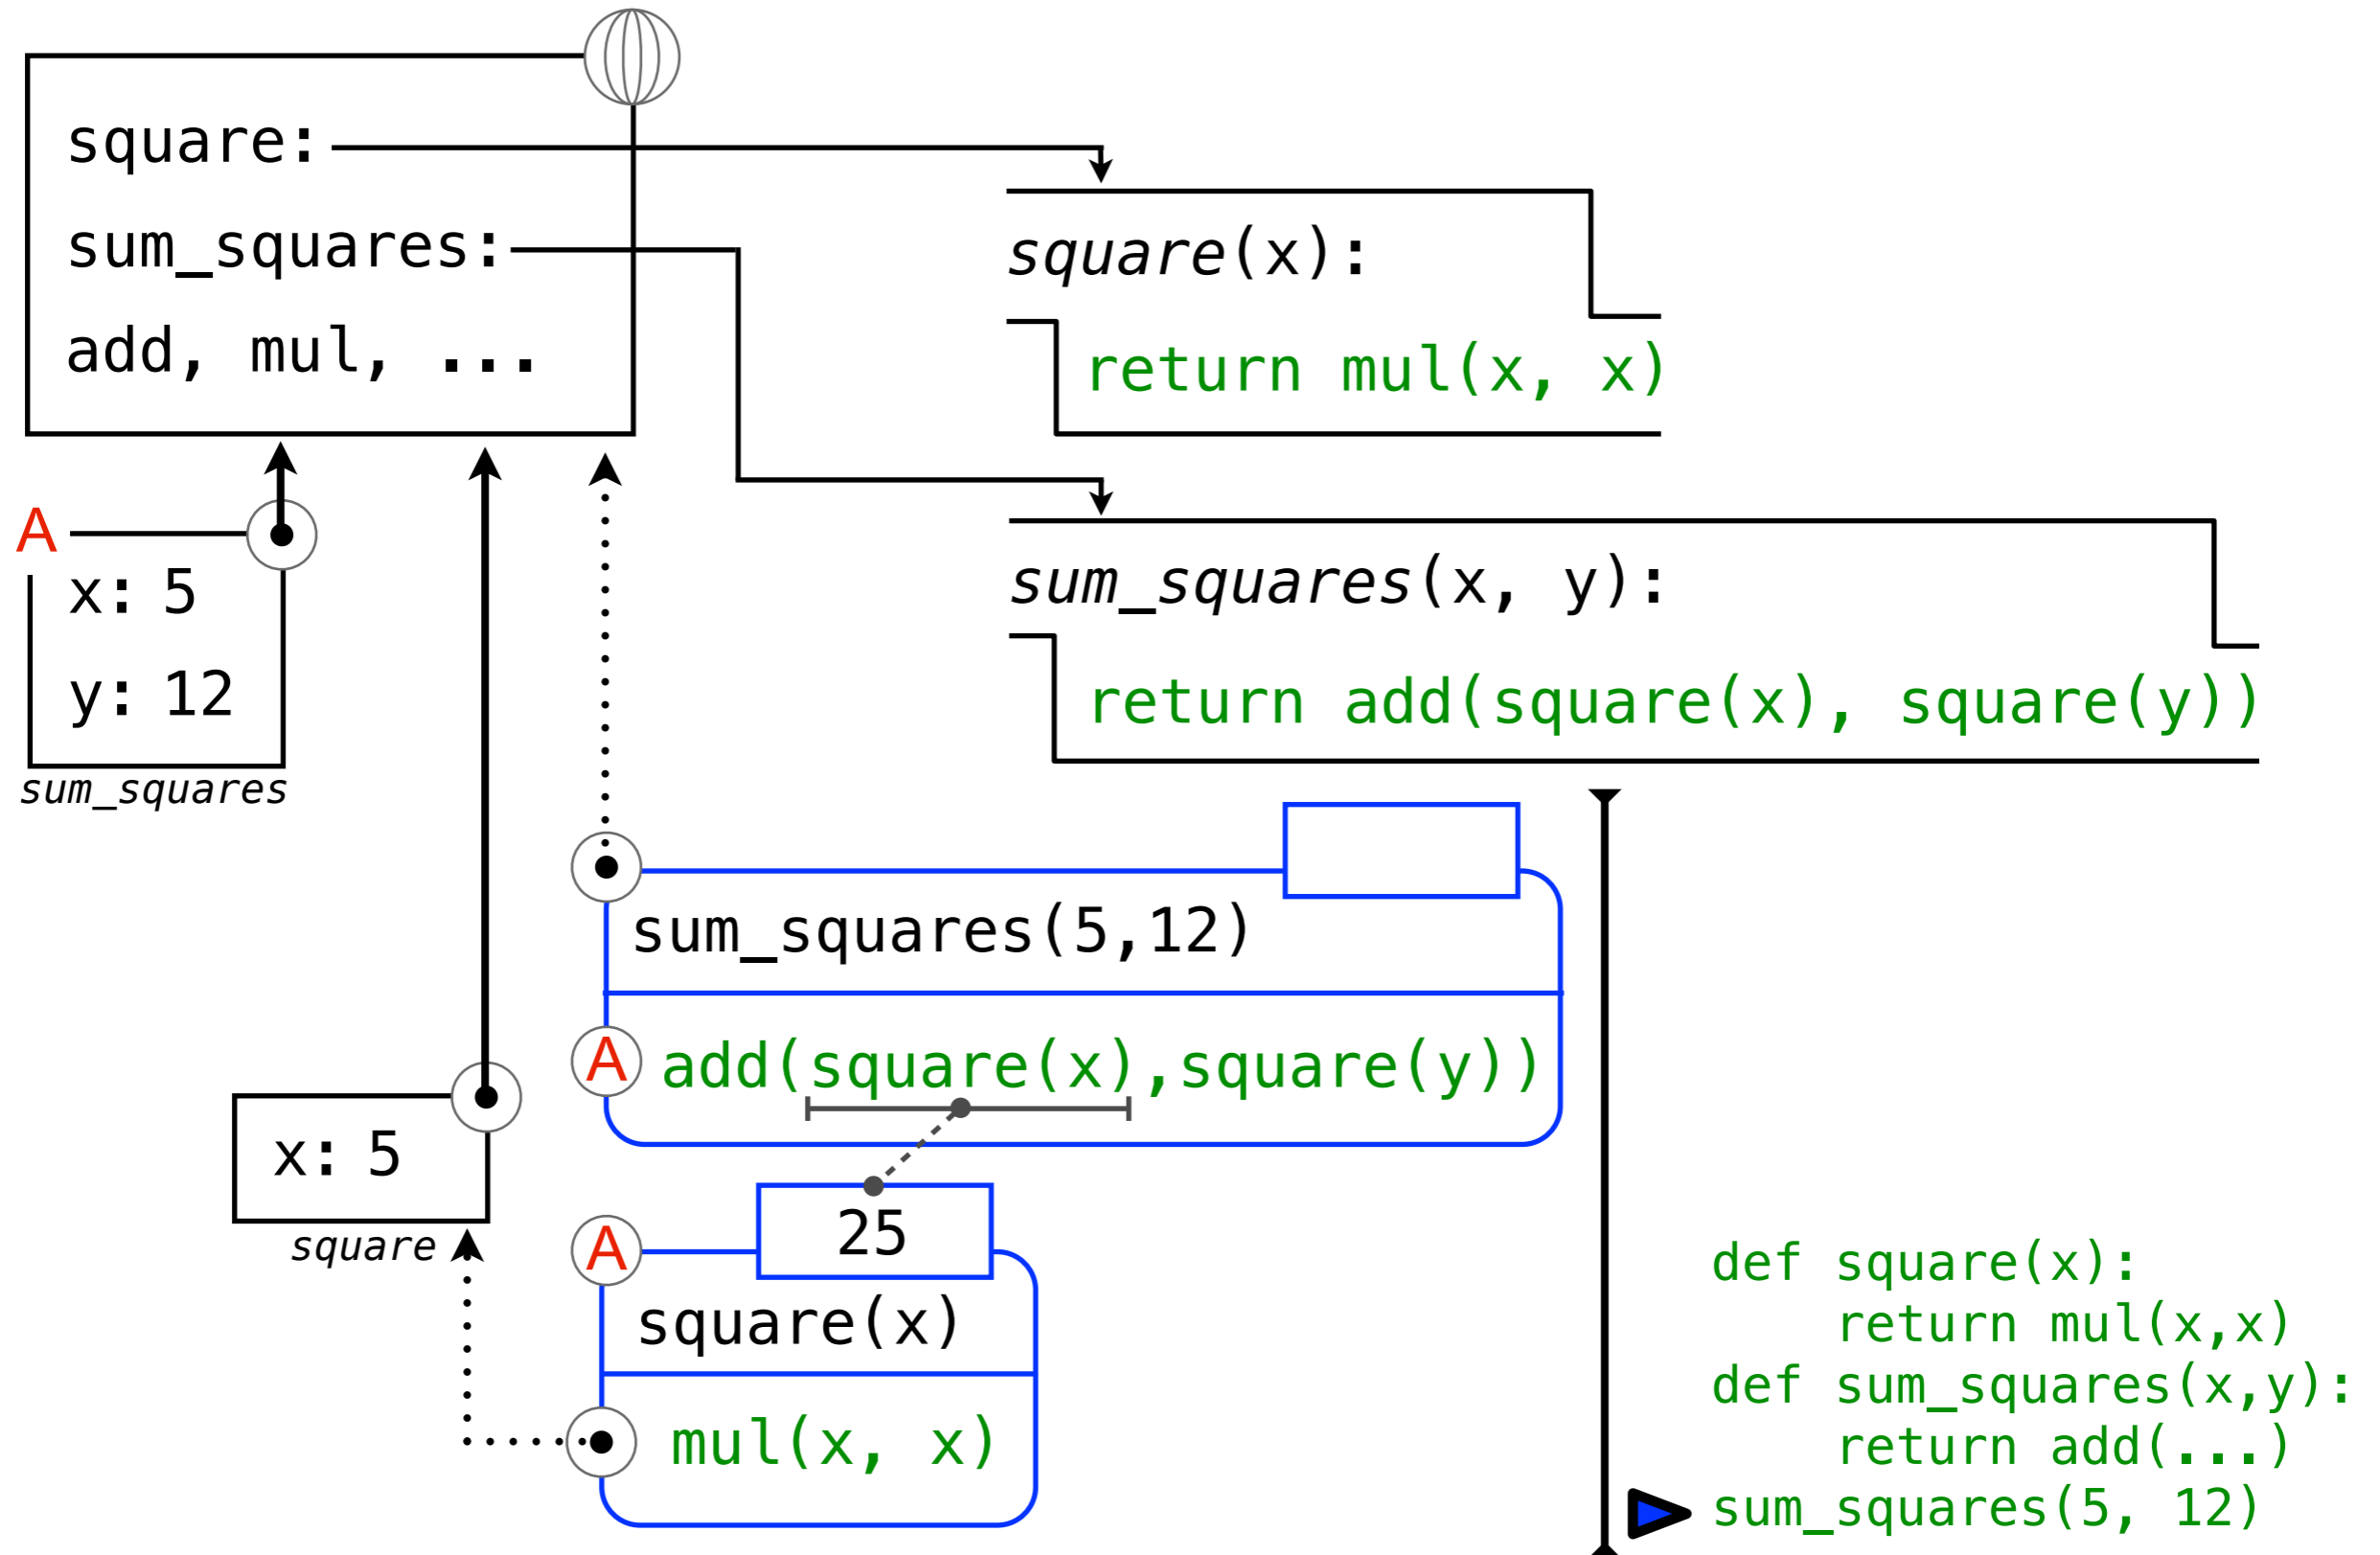 square:
sum_squares:
add, mul, ...
square(x):
return mul(x, x)
sum_squares(x, y):
return add(square(x), square(y))
A
x: 5
y: 12
sum_squares
sum_squares(5,12)
A
add(square(x),square(y))
x: 5
square
25
A
square(x)
mul(x, x)
def square(x):
    return mul(x,x)
def sum_squares(x,y):
    return add(...)
sum_squares(5, 12)